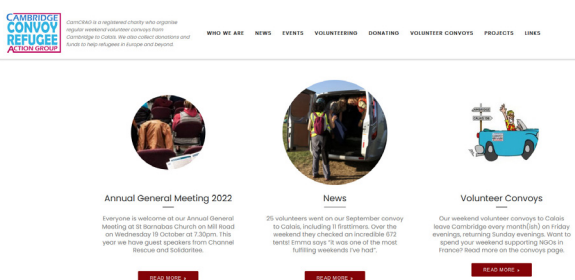 CAMBRIDGE
CONVOY
REFUGEE
ACTION GROUP
CamCRAG is a registered charity who organise
regular weekend volunteer convoys from
Cambridge to Calais. We also collect donations and
funds to help refugees in Europe and beyond.
WHO WE ARE NEWS EVENTS VOLUNTEERING DONATING VOLUNTEER CONVOYS PROJECTS LINKS
Annual General Meeting 2022
Everyone is welcome at our Annual General
Meeting at St Barnabas Church on Mill Road
on Wednesday 19 October at 7.30pm. This
year we have guest speakers from Channel
Rescue and Solidaritee.
READ MORE »
News
25 volunteers went on our September convoy
to Calais, including 11 firsttimers. Over the
weekend they checked an incredible 672
tents! Emma says "it was one of the most
fulfilling weekends I've had".
READ MORE »
Volunteer Convoys
Our weekend volunteer convoys to Calais
leave Cambridge every month(ish) on Friday
evenings, returning Sunday evenings. Want to
spend your weekend supporting NGOs in
France? Read more on the convoys page.
READ MORE »